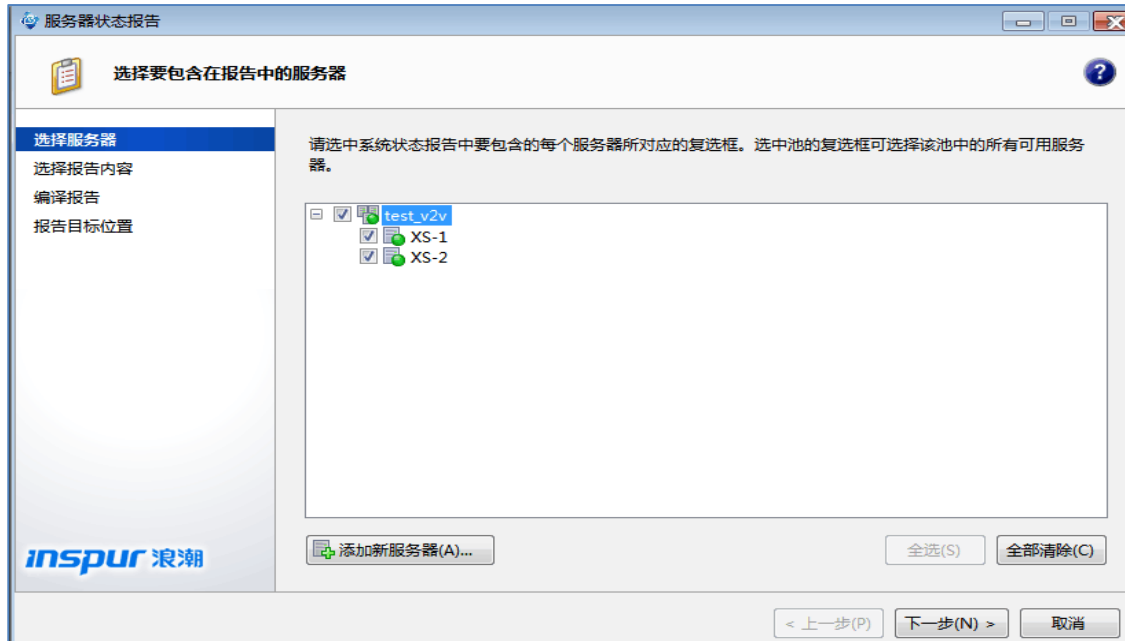 服务器状态报告
选择要包含在报告中的服务器
选择服务器
选择报告内容
编译报告
报告目标位置
请选中系统状态报告中要包含的每个服务器所对应的复选框。选中池的复选框可选择该池中的所有可用服务
器。
test_v2v
XS-1
XS-2
添加新服务器(A)...
全选(S)
全部清除(C)
inspur 浪潮
< 上一步(P)
下一步(N) >
取消